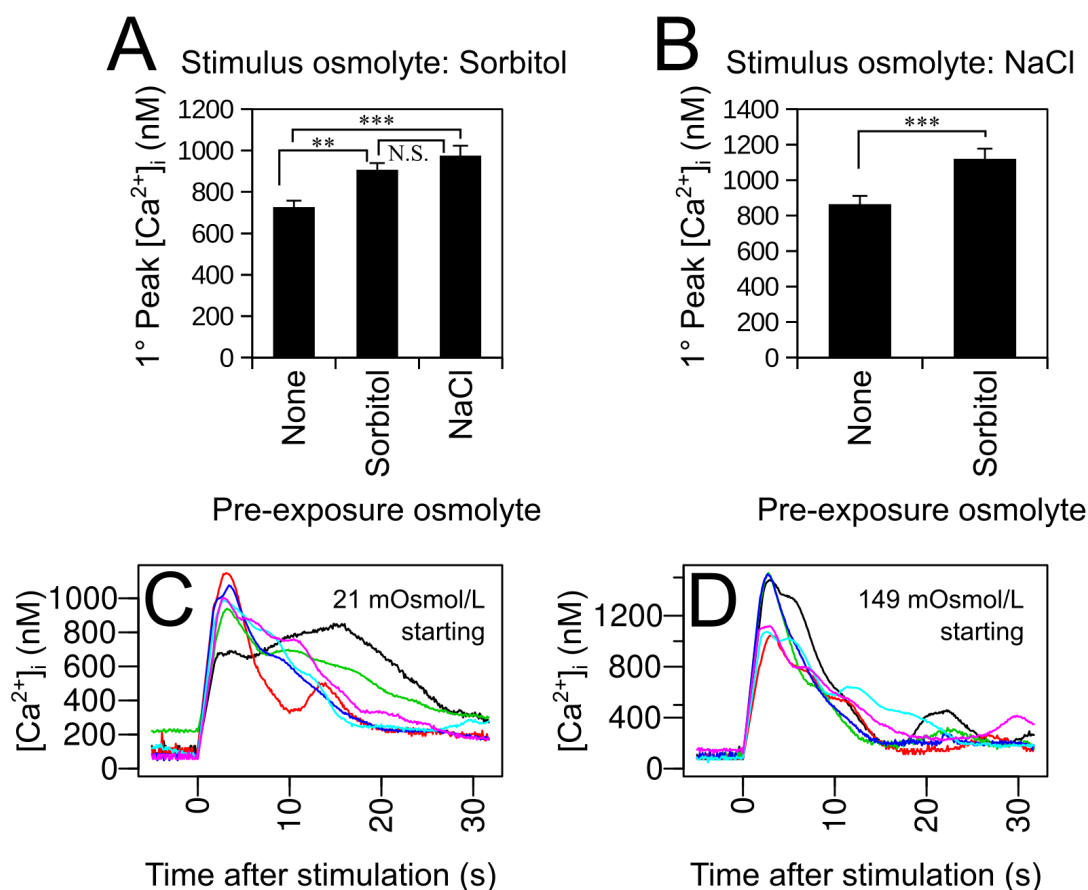 A
Stimulus osmolyte: Sorbitol
1° Peak [Ca²⁺]ᵢ (nM)
1200
1000
800
600
400
200
0
***
**
N.S.
None
Sorbitol
NaCl
Pre-exposure osmolyte
B
Stimulus osmolyte: NaCl
1° Peak [Ca²⁺]ᵢ (nM)
1400
1200
1000
800
600
400
200
0
***
None
Sorbitol
Pre-exposure osmolyte
C
21 mOsmol/L
starting
[Ca²⁺]ᵢ (nM)
1000
800
600
400
200
0
0
10
20
30
Time after stimulation (s)
D
149 mOsmol/L
starting
[Ca²⁺]ᵢ (nM)
1200
800
400
0
0
10
20
30
Time after stimulation (s)